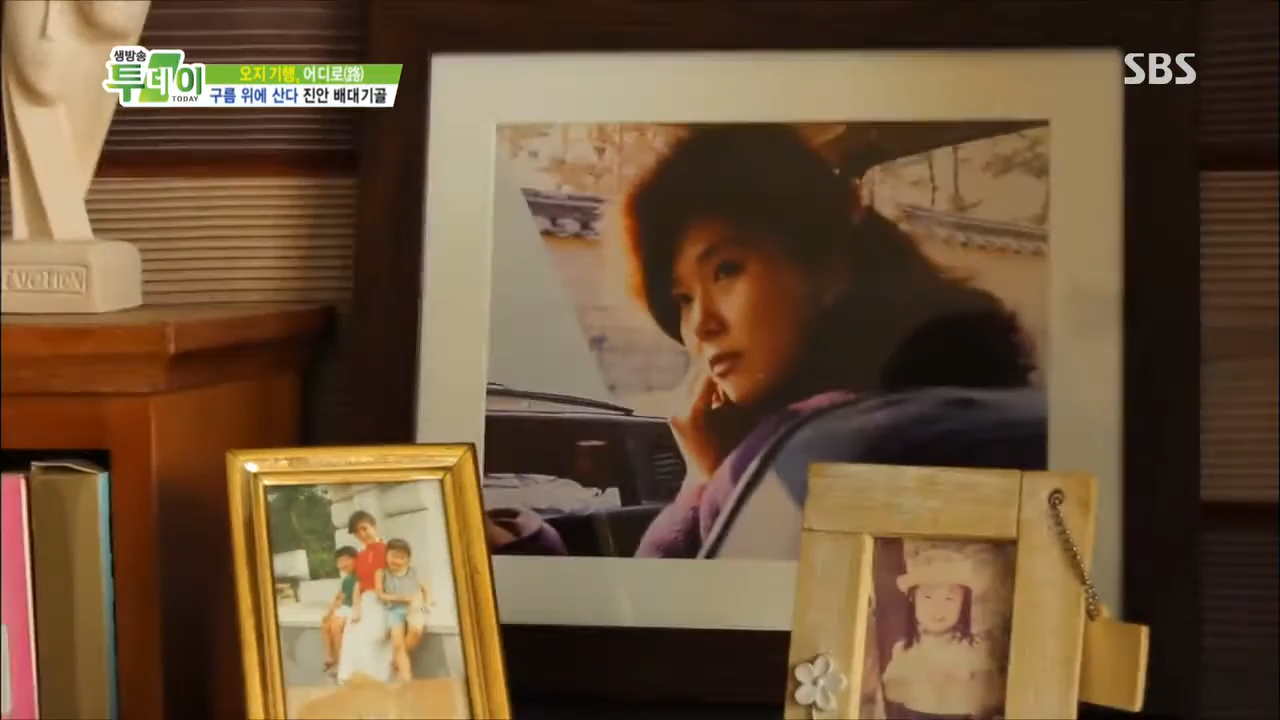 생방송
투데이
TODAY
오지 기행, 어디로(路)
구름 위에 산다 진안 배대기골
SBS